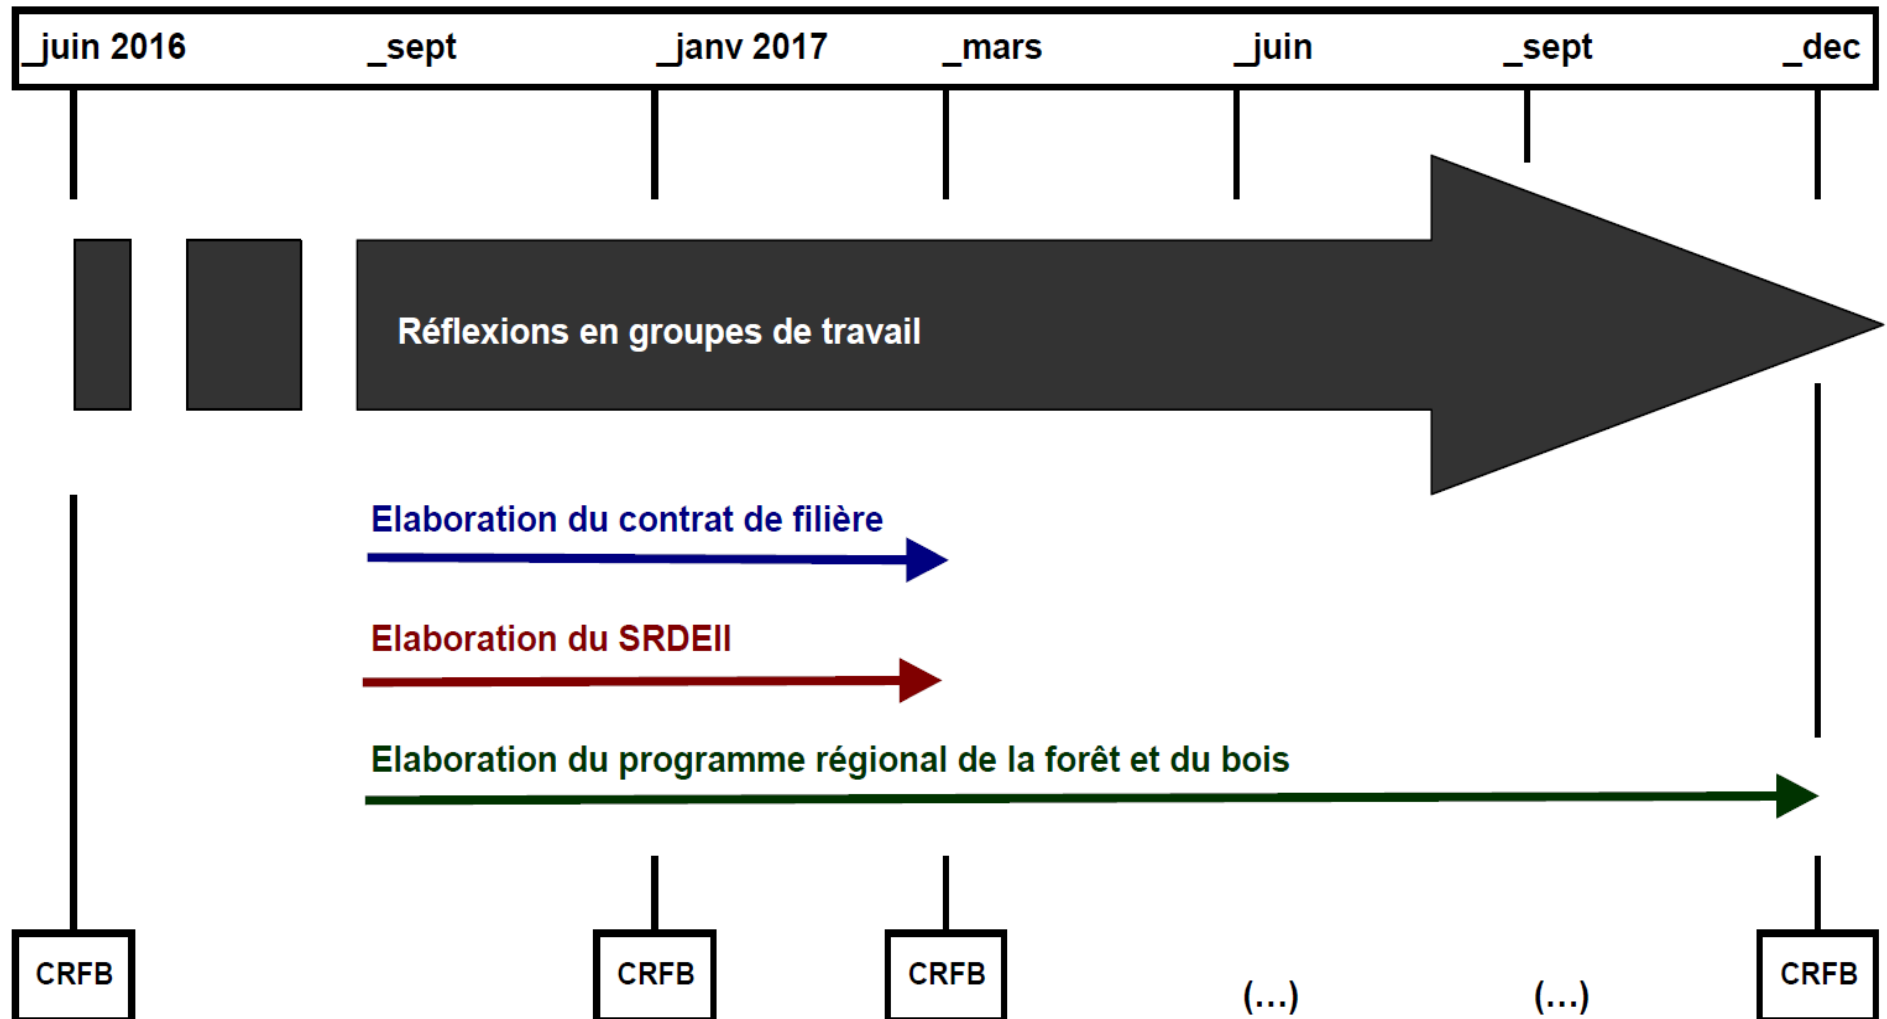 _juin 2016 _sept _janv 2017 _mars _juin _sept _dec
Réflexions en groupes de travail
Elaboration du contrat de filière
Elaboration du SRDEII
Elaboration du programme régional de la forêt et du bois
CRFB CRFB CRFB (...) (...) CRFB